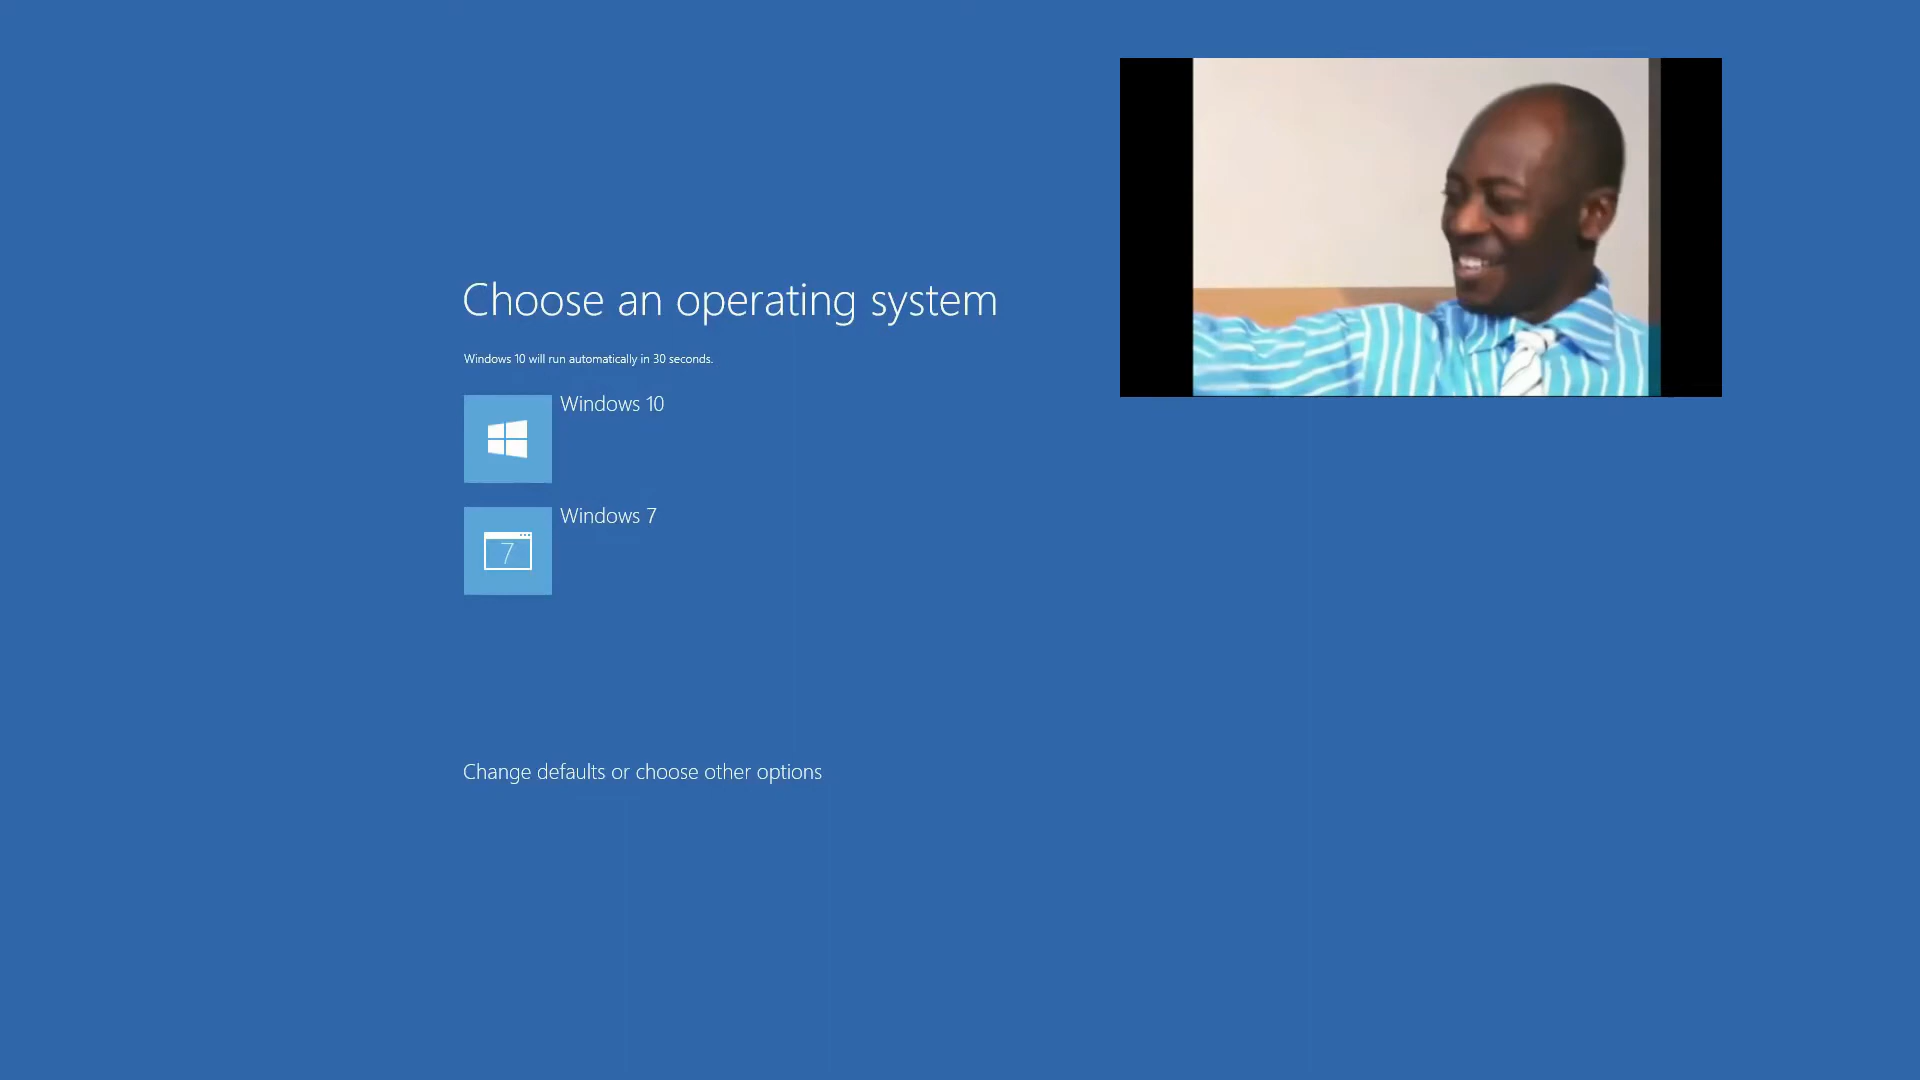 Choose an operating system
Windows 10 will run automatically in 30 seconds.
Windows 10
7
Windows 7
Change defaults or choose other options